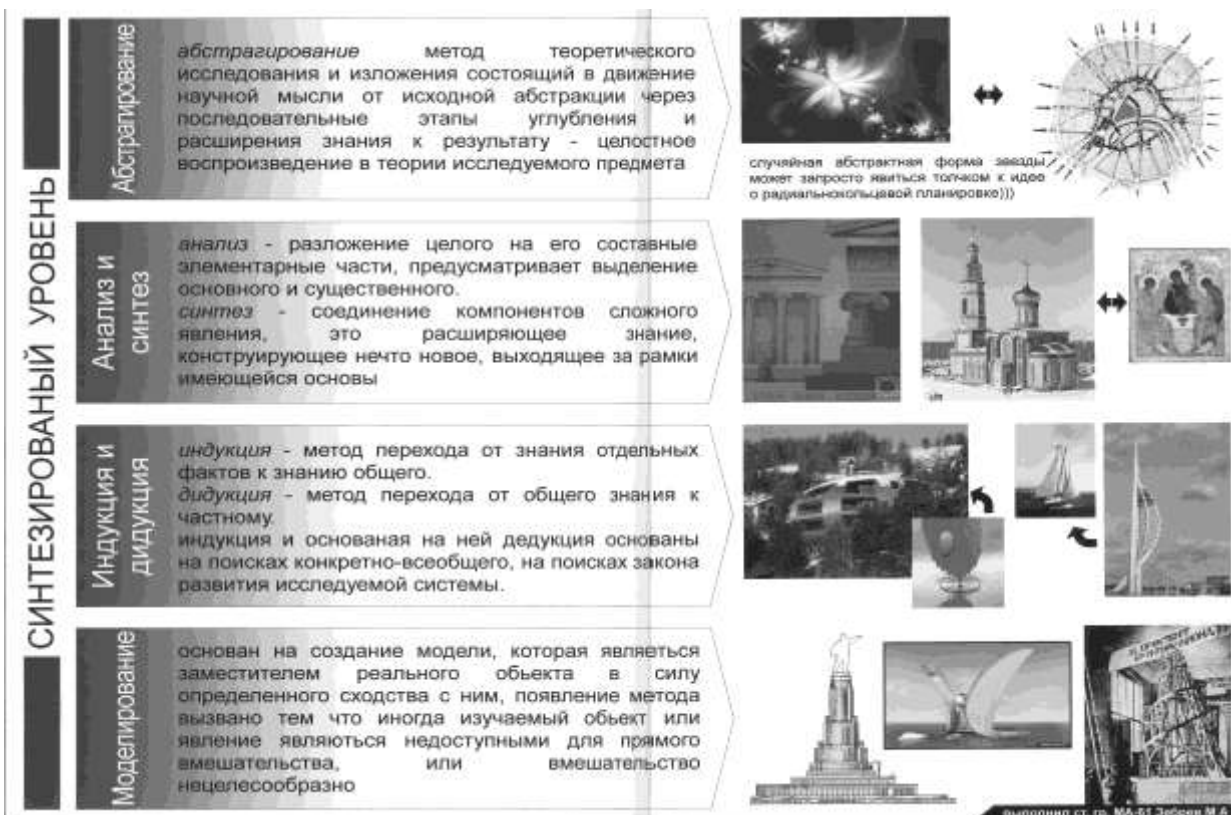 СИНТЕЗИРОВАНЫЙ УРОВЕНЬ
Абстрагирование
абстрагирование метод теоретического
исследования и изложения состоящий в движение
научной мысли от исходной абстракции через
последовательные этапы углубления и
расширения знания к результату - целостное
воспроизведение в теории исследуемого предмета
случайная абстрактная форма звезды
может запросто явиться толчком к идее
о радиальнокольцевой планировке)))
Анализ и
синтез
анализ - разложение целого на его составные
элементарные части, предусматривает выделение
основного и существенного.
синтез - соединение компонентов сложного
явления, это расширяющее знание,
конструирующее нечто новое, выходящее за рамки
имеющейся основы
Индукция и
дидукция
индукция - метод перехода от знания отдельных
фактов к знанию общего.
дидукция - метод перехода от общего знания к
частному.
индукция и основаная на ней дедукция основаны
на поисках конкретно-всеобщего, на поисках закона
развития исследуемой системы.
Моделирование
основан на создание модели, которая являеться
заместителем реального обьекта в силу
определенного сходства с ним, появление метода
вызвано тем что иногда изучаемый обьект или
явление являються недоступными для прямого
вмешательства, или вмешательство
нецелесообразно
выполнил ст. гр. МА-61 М.А.